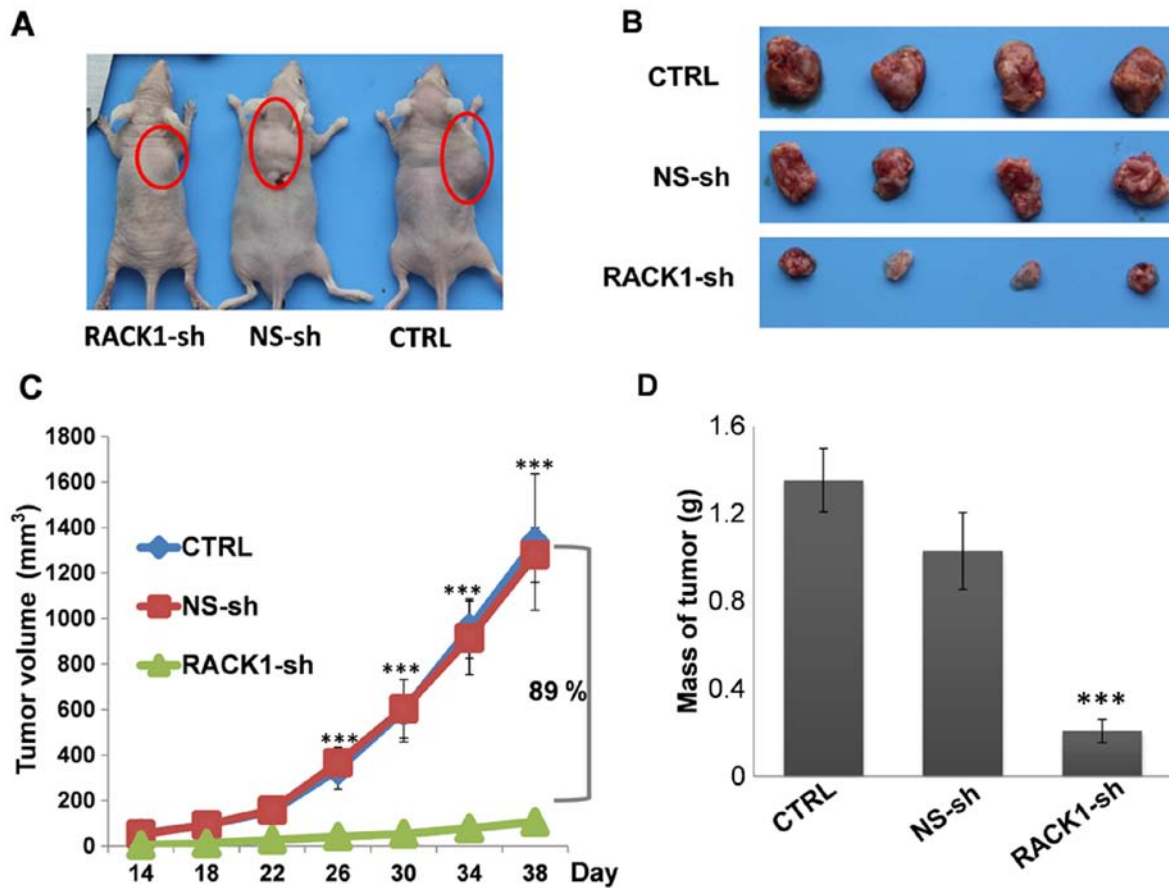 A
RACK1-sh NS-sh CTRL
B
CTRL
NS-sh
RACK1-sh
C
Tumor volume (mm³)
1800
1600
1400
1200
1000
800
600
400
200
0
CTRL
NS-sh
RACK1-sh
***
***
***
***
89 %
14 18 22 26 30 34 38 Day
D
Mass of tumor (g)
1.6
1.2
0.8
0.4
0
***
CTRL NS-sh RACK1-sh